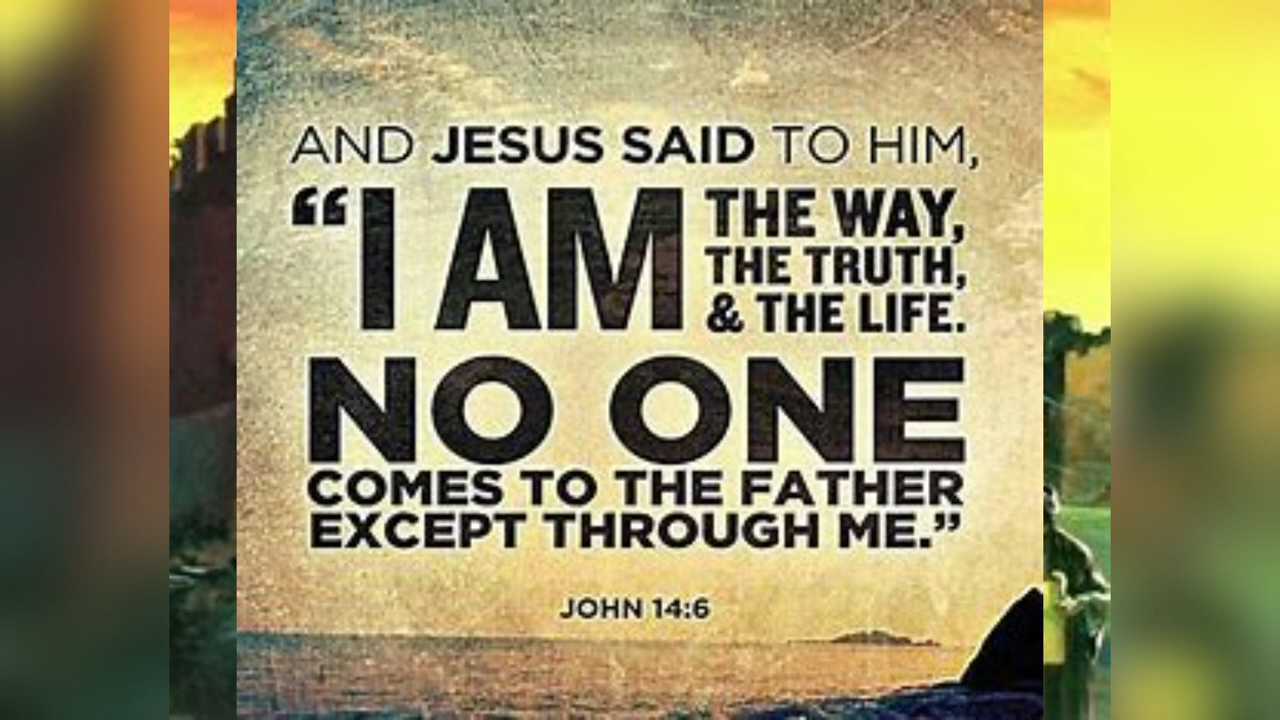 AND JESUS SAID TO HIM,
“I AM
THE WAY,
THE TRUTH,
& THE LIFE.
NO ONE
COMES TO THE FATHER
EXCEPT THROUGH ME.”
JOHN 14:6